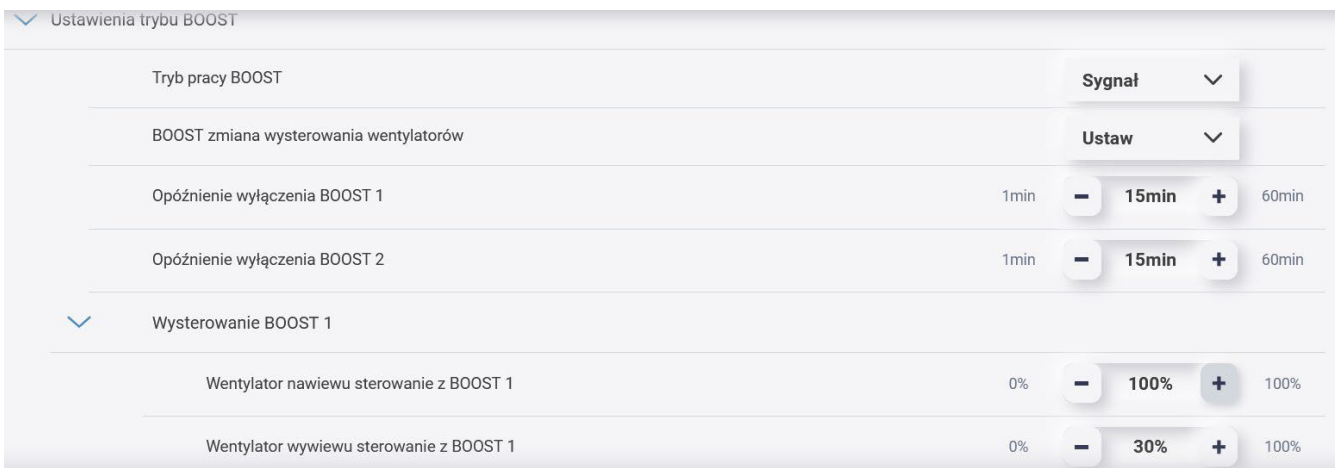 Ustawienia trybu BOOST
Tryb pracy BOOST Sygnał
BOOST zmiana wysterowania wentylatorów Ustaw
Opóźnienie wyłączenia BOOST 1 1min − 15min + 60min
Opóźnienie wyłączenia BOOST 2 1min − 15min + 60min
Wysterowanie BOOST 1
Wentylator nawiewu sterowanie z BOOST 1 0% − 100% + 100%
Wentylator wywiewu sterowanie z BOOST 1 0% − 30% + 100%